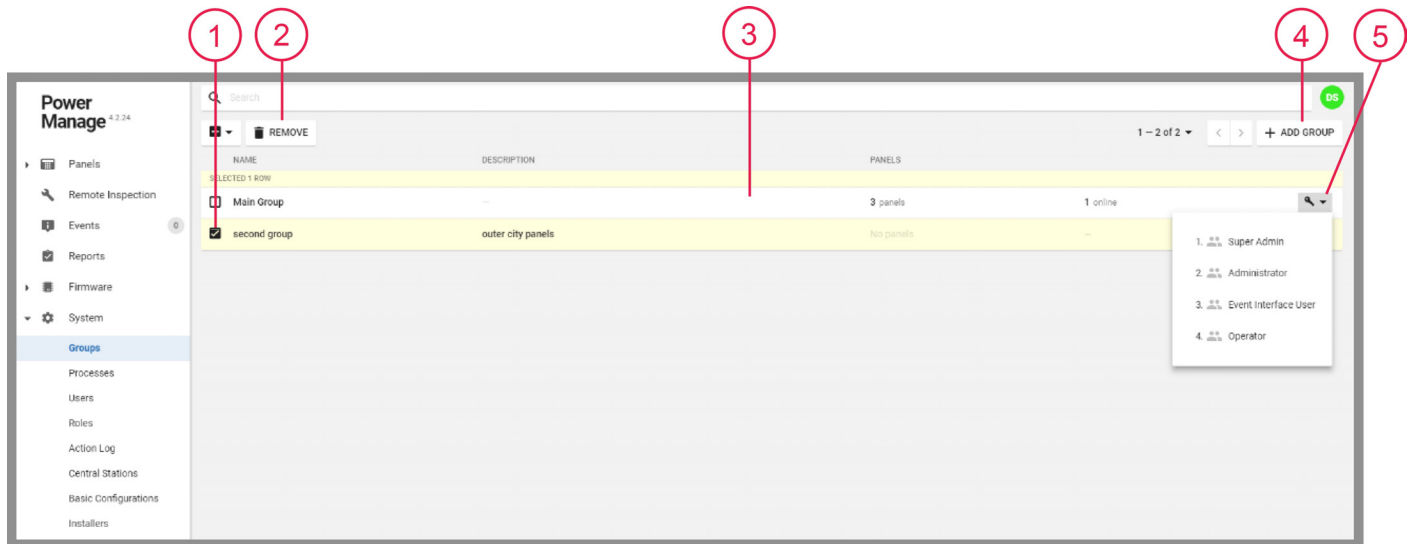 1 2 3 4 5
Power
Manage 4.2.24
Search
DS
REMOVE
1 – 2 of 2
+ ADD GROUP
NAME DESCRIPTION PANELS
SELECTED 1 ROW
Main Group – 3 panels 1 online
second group outer city panels No panels –
1. Super Admin
2. Administrator
3. Event Interface User
4. Operator
Panels
Remote Inspection
Events 0
Reports
Firmware
System
Groups
Processes
Users
Roles
Action Log
Central Stations
Basic Configurations
Installers